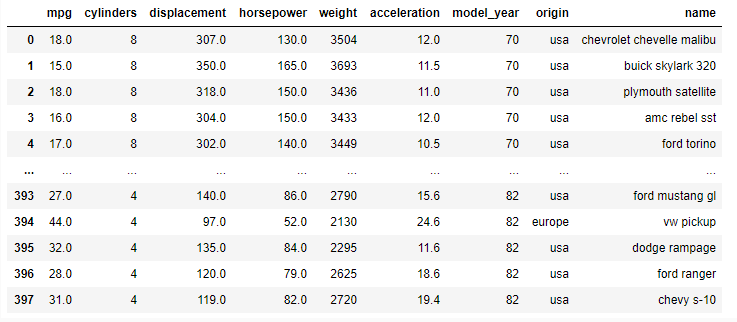 mpg cylinders displacement horsepower weight acceleration model_year origin name
0 18.0 8 307.0 130.0 3504 12.0 70 usa chevrolet chevelle malibu
1 15.0 8 350.0 165.0 3693 11.5 70 usa buick skylark 320
2 18.0 8 318.0 150.0 3436 11.0 70 usa plymouth satellite
3 16.0 8 304.0 150.0 3433 12.0 70 usa amc rebel sst
4 17.0 8 302.0 140.0 3449 10.5 70 usa ford torino
... ... ... ... ... ... ... ... ... ...
393 27.0 4 140.0 86.0 2790 15.6 82 usa ford mustang gl
394 44.0 4 97.0 52.0 2130 24.6 82 europe vw pickup
395 32.0 4 135.0 84.0 2295 11.6 82 usa dodge rampage
396 28.0 4 120.0 79.0 2625 18.6 82 usa ford ranger
397 31.0 4 119.0 82.0 2720 19.4 82 usa chevy s-10